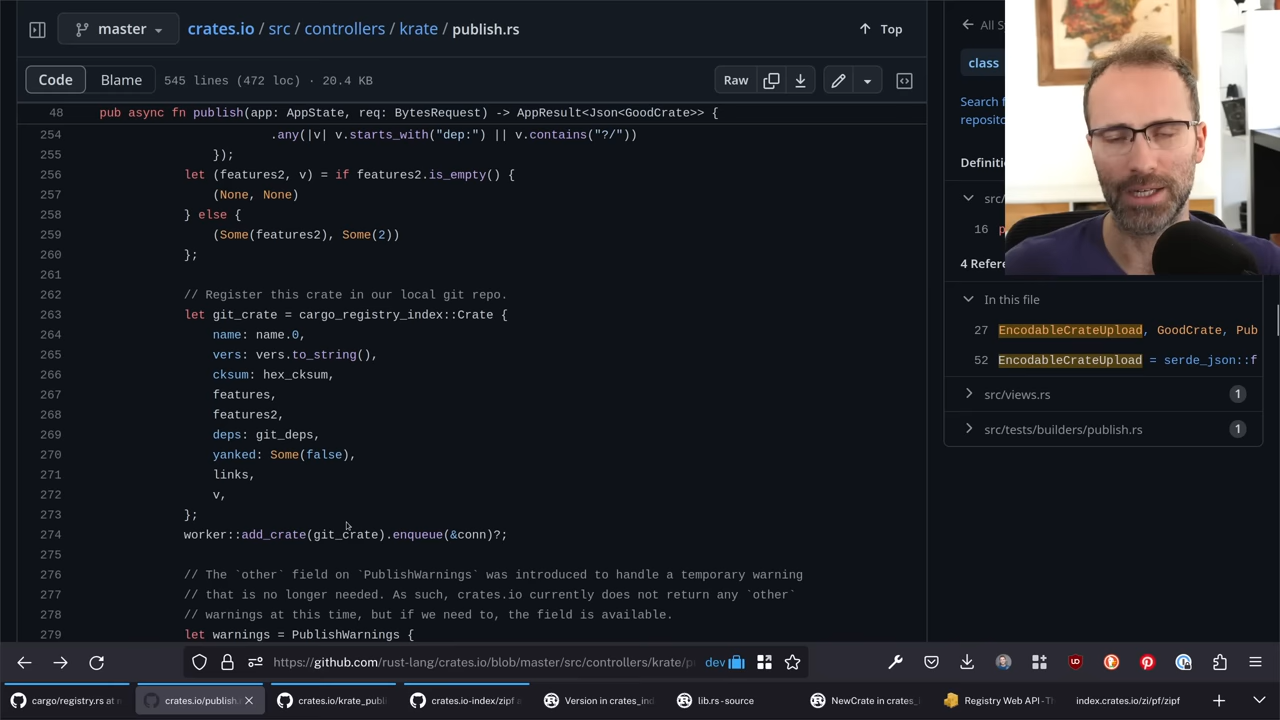 master
crates.io / src / controllers / krate / publish.rs
Top
All S
Code
Blame
545 lines (472 loc) · 20.4 KB
Raw
class
48 pub async fn publish(app: AppState, req: BytesRequest) -> AppResult<Json<GoodCrate>> {
254 .any(|v| v.starts_with("dep:") || v.contains("?/"))
255 });
256 let (features2, v) = if features2.is_empty() {
257 (None, None)
258 } else {
259 (Some(features2), Some(2))
260 };
261
262 // Register this crate in our local git repo.
263 let git_crate = cargo_registry_index::Crate {
264 name: name.0,
265 vers: vers.to_string(),
266 cksum: hex_cksum,
267 features,
268 features2,
269 deps: git_deps,
270 yanked: Some(false),
271 links,
272 v,
273 };
274 worker::add_crate(git_crate).enqueue(&conn)?;
275
276 // The `other` field on `PublishWarnings` was introduced to handle a temporary warning
277 // that is no longer needed. As such, crates.io currently does not return any `other`
278 // warnings at this time, but if we need to, the field is available.
279 let warnings = PublishWarnings {
Search f
reposito
Definiti
src/
16 p
4 Refere
In this file
27 EncodableCrateUpload, GoodCrate, Pub
52 EncodableCrateUpload = serde_json::f
src/views.rs 1
src/tests/builders/publish.rs 1
https://github.com/rust-lang/crates.io/blob/master/src/controllers/krate/p
dev
cargo/registry.rs at
crates.io/publish.
crates.io/krate_publi
crates.io-index/zipf a
Version in crates_ind
lib.rs - source
NewCrate in crates_
Registry Web API - Th
index.crates.io/zi/pf/zipf